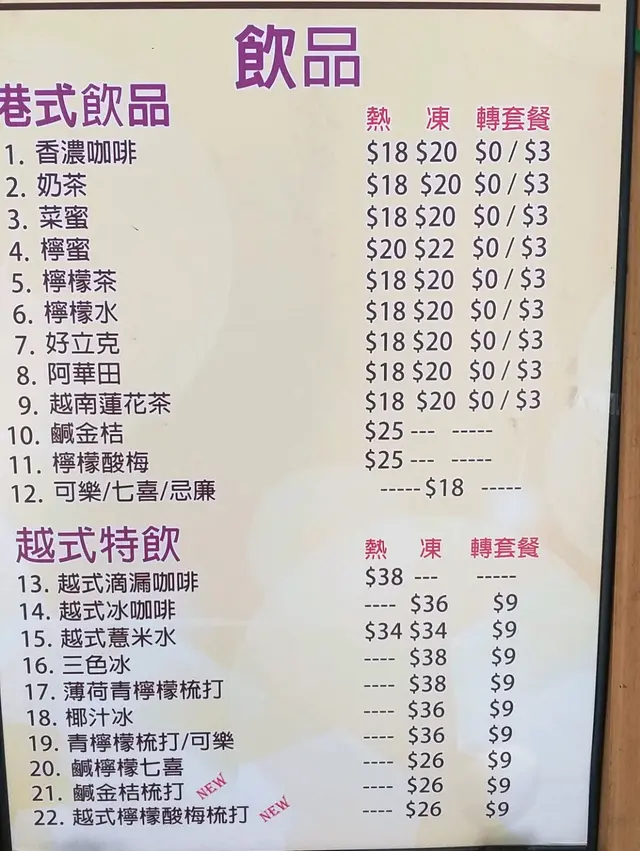 飲品
港式飲品 熱 凍 轉套餐
1. 香濃咖啡 $18 $20 $0 / $3
2. 奶茶 $18 $20 $0 / $3
3. 菜蜜 $18 $20 $0 / $3
4. 檸蜜 $20 $22 $0 / $3
5. 檸檬茶 $18 $20 $0 / $3
6. 檸檬水 $18 $20 $0 / $3
7. 好立克 $18 $20 $0 / $3
8. 阿華田 $18 $20 $0 / $3
9. 越南蓮花茶 $18 $20 $0 / $3
10. 鹹金桔 $25 --- -----
11. 檸檬酸梅 $25 --- -----
12. 可樂/七喜/忌廉 ----- $18 -----
越式特飲 熱 凍 轉套餐
13. 越式滴漏咖啡 $38 --- -----
14. 越式冰咖啡 ---- $36 $9
15. 越式薏米水 $34 $34 $9
16. 三色冰 ---- $38 $9
17. 薄荷青檸檬梳打 ---- $38 $9
18. 椰汁冰 ---- $36 $9
19. 青檸檬梳打/可樂 ---- $36 $9
20. 鹹檸檬七喜 ---- $26 $9
21. 鹹金桔梳打 NEW ---- $26 $9
22. 越式檸檬酸梅梳打 NEW ---- $26 $9